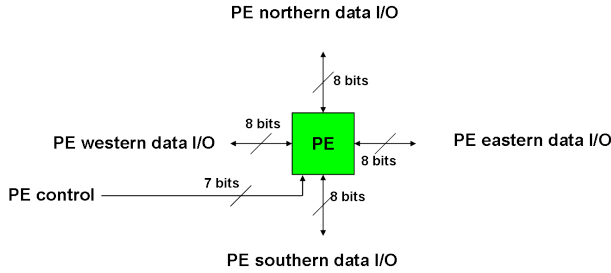 PE northern data I/O
8 bits
8 bits
PE western data I/O
PE
PE eastern data I/O
8 bits
7 bits
PE control
8 bits
PE southern data I/O